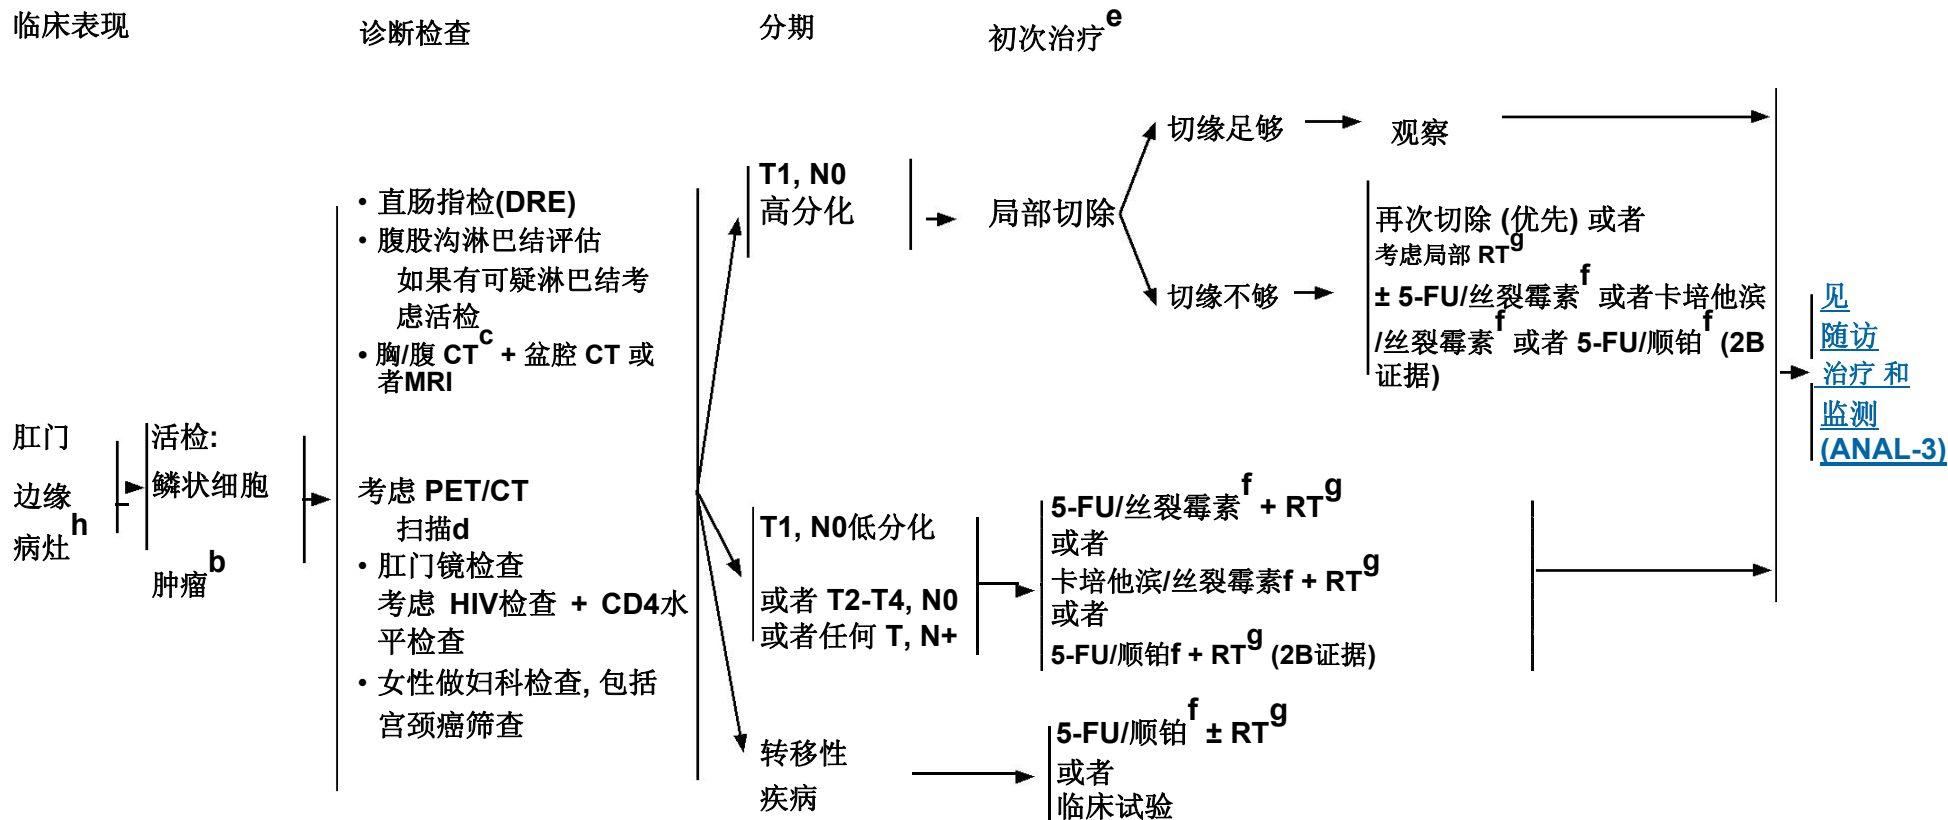 临床表现
诊断检查
分期
初次治疗e
肛门
边缘
病灶h
活检:
鳞状细胞
肿瘤b
• 直肠指检(DRE)
• 腹股沟淋巴结评估
如果有可疑淋巴结考
虑活检
• 胸/腹 CTc + 盆腔 CT 或
者MRI
考虑 PET/CT
扫描d
• 肛门镜检查
考虑 HIV检查 + CD4水
平检查
• 女性做妇科检查, 包括
宫颈癌筛查
T1, N0
高分化
局部切除
切缘足够
观察
切缘不够
再次切除 (优先) 或者
考虑局部 RTg
± 5-FU/丝裂霉素f 或者卡培他滨
/丝裂霉素f 或者 5-FU/顺铂f (2B
证据)
T1, N0低分化
或者 T2-T4, N0
或者任何 T, N+
5-FU/丝裂霉素f + RTg
或者
卡培他滨/丝裂霉素f + RTg
或者
5-FU/顺铂f + RTg (2B证据)
转移性
疾病
5-FU/顺铂f ± RTg
或者
临床试验
见
随访
治疗 和
监测
(ANAL-3)